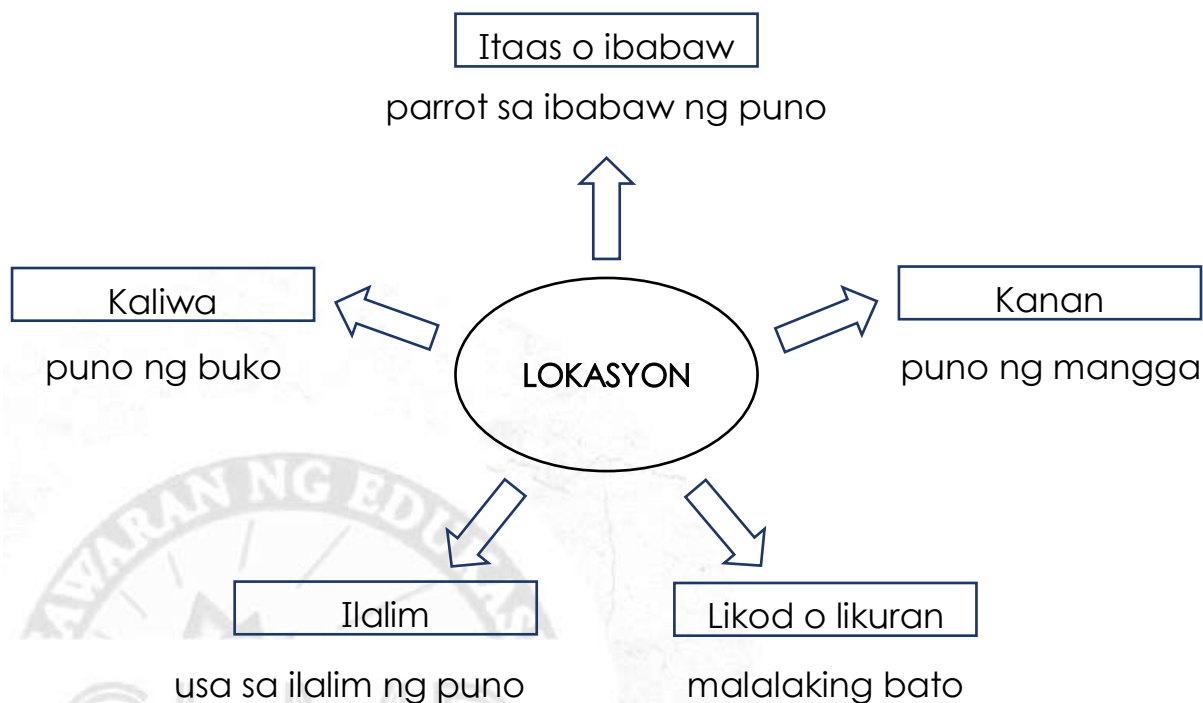 Itaas o ibabaw
parrot sa ibabaw ng puno
Kaliwa
puno ng buko
LOKASYON
Kanan
puno ng mangga
Ilalim
usa sa ilalim ng puno
Likod o likuran
malalaking bato